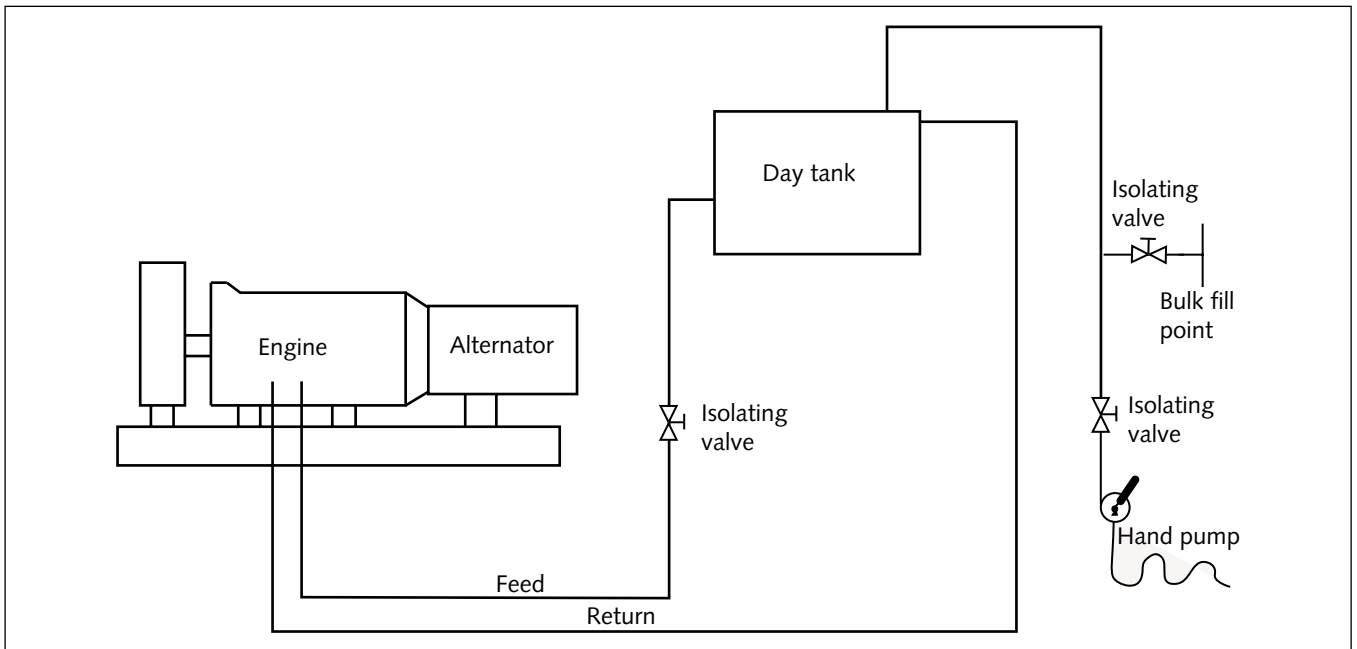 Day tank
Isolating
valve
Bulk fill
point
Engine
Alternator
Isolating
valve
Isolating
valve
Hand pump
Feed
Return